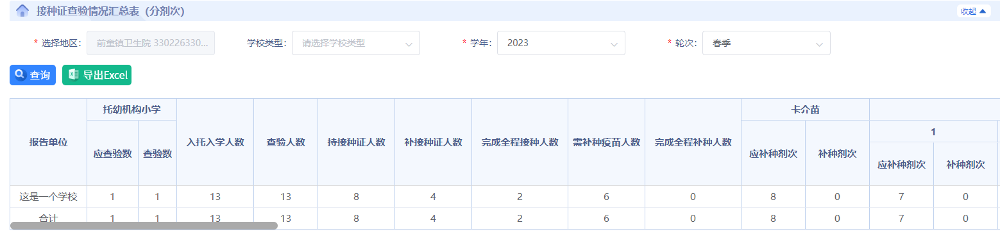 接种证查验情况汇总表（分剂次）
收起
* 选择地区： 前童镇卫生院 330226330... 学校类型： 请选择学校类型 * 学年： 2023 * 轮次： 春季
查询 导出Excel
托幼机构小学 卡介苗
报告单位 入托入学人数 查验人数 持接种证人数 补接种证人数 完成全程接种人数 需补种疫苗人数 完成全程补种人数 1
应查验数 查验数 应补种剂次 补种剂次 应补种剂次 补种剂次
这是一个学校 1 1 13 13 8 4 2 6 0 8 0 7 0
合计 1 1 13 13 8 4 2 6 0 8 0 7 0